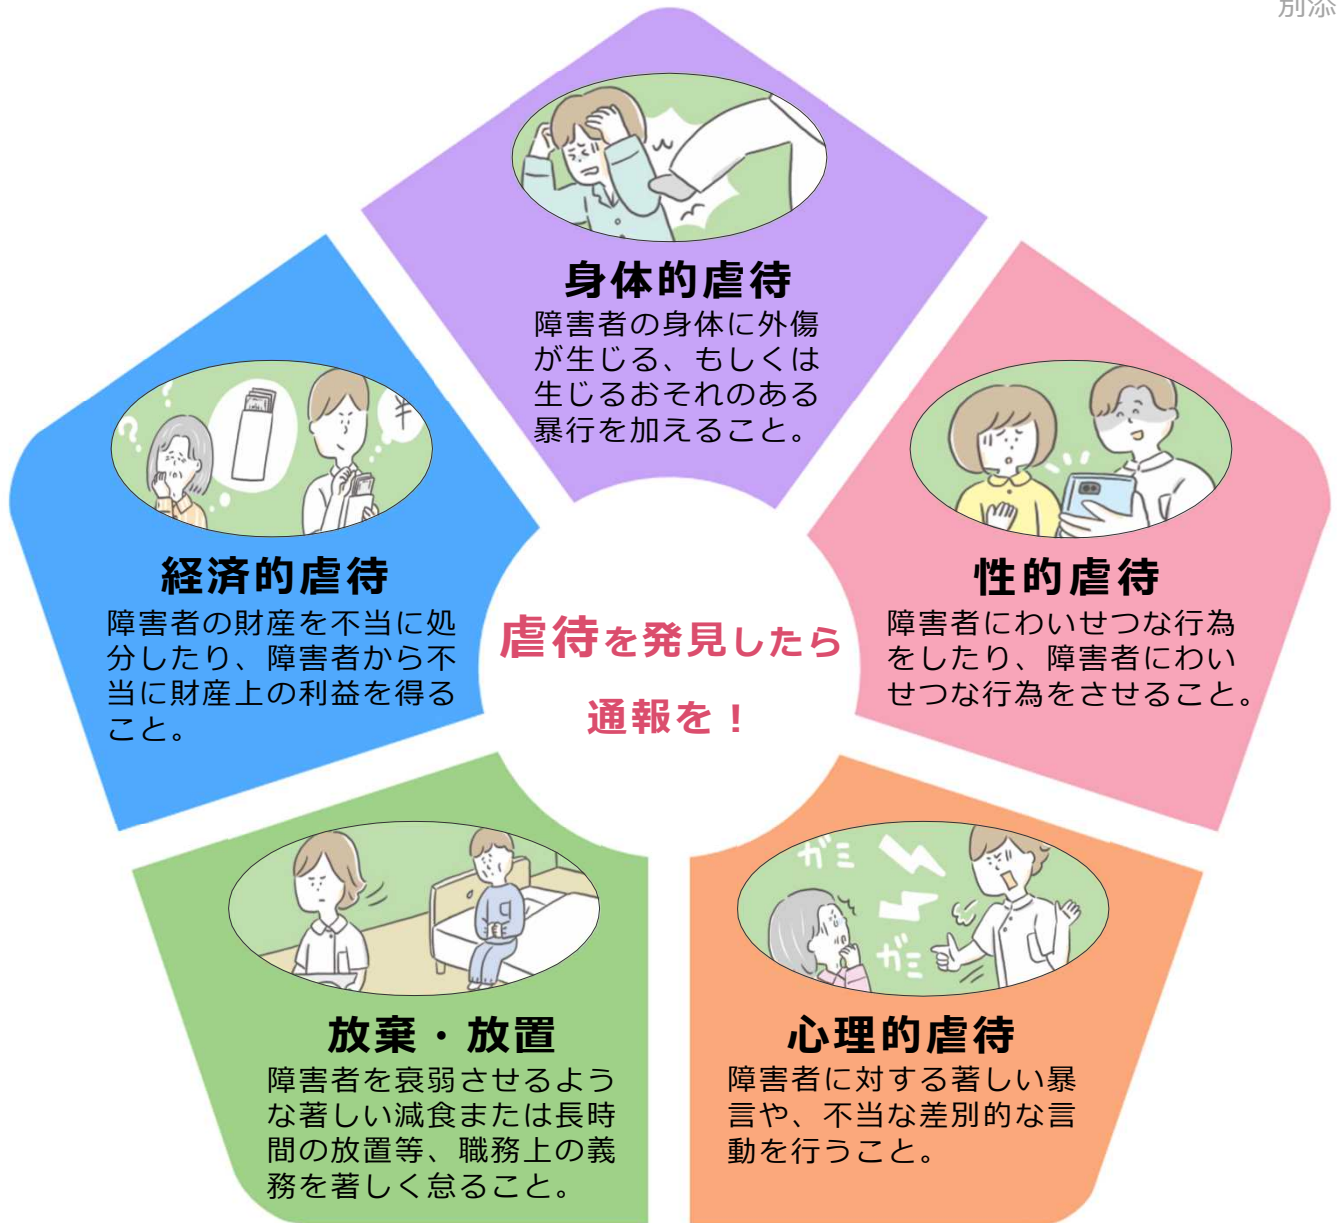 別添
身体的虐待
障害者の身体に外傷
が生じる、もしくは
生じるおそれのある
暴行を加えること。
経済的虐待
障害者の財産を不当に処
分したり、障害者から不
当に財産上の利益を得る
こと。
虐待を発見したら
通報を！
性的虐待
障害者にわいせつな行為
をしたり、障害者にわい
せつな行為をさせること。
放棄・放置
障害者を衰弱させるよう
な著しい減食または長時
間の放置等、職務上の義
務を著しく怠ること。
ガミ
ガミ
心理的虐待
障害者に対する著しい暴
言や、不当な差別的な言
動を行うこと。